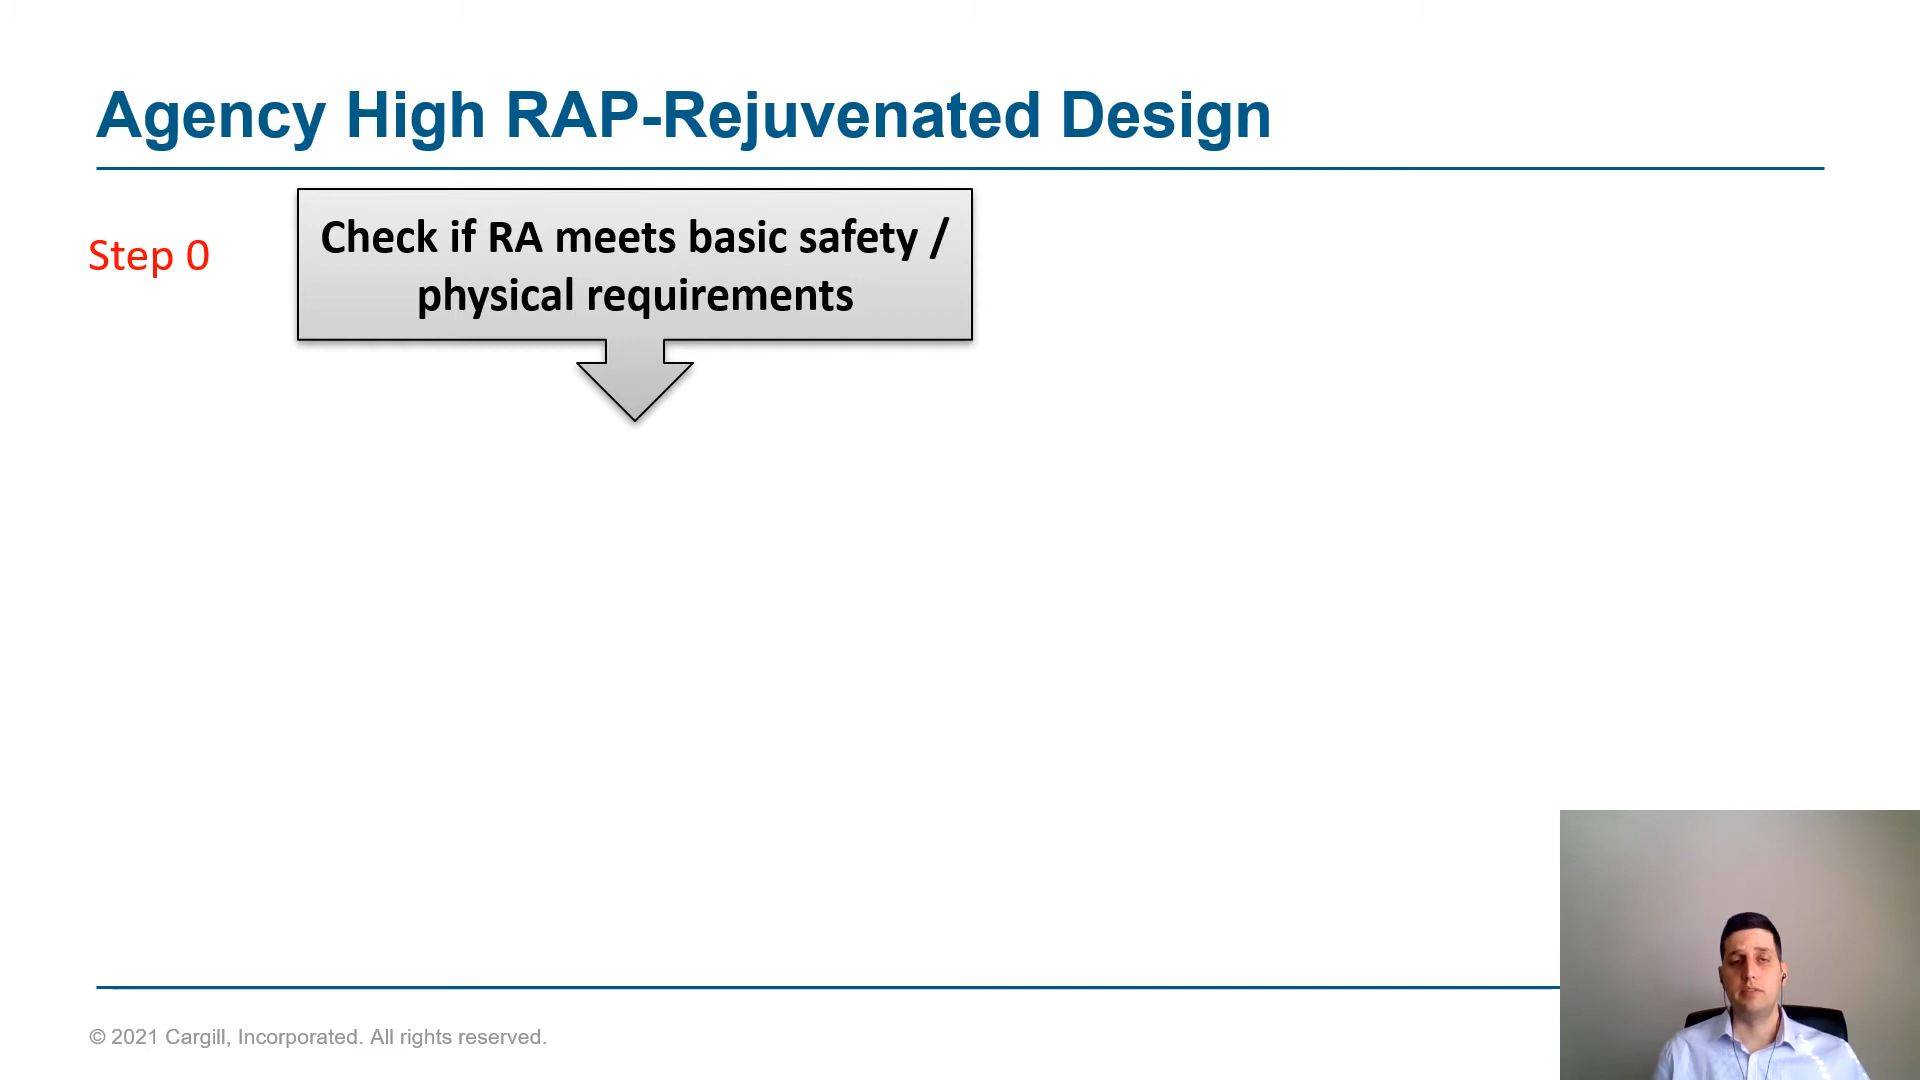 Agency High RAP-Rejuvenated Design
Step 0
Check if RA meets basic safety /
physical requirements
© 2021 Cargill, Incorporated. All rights reserved.